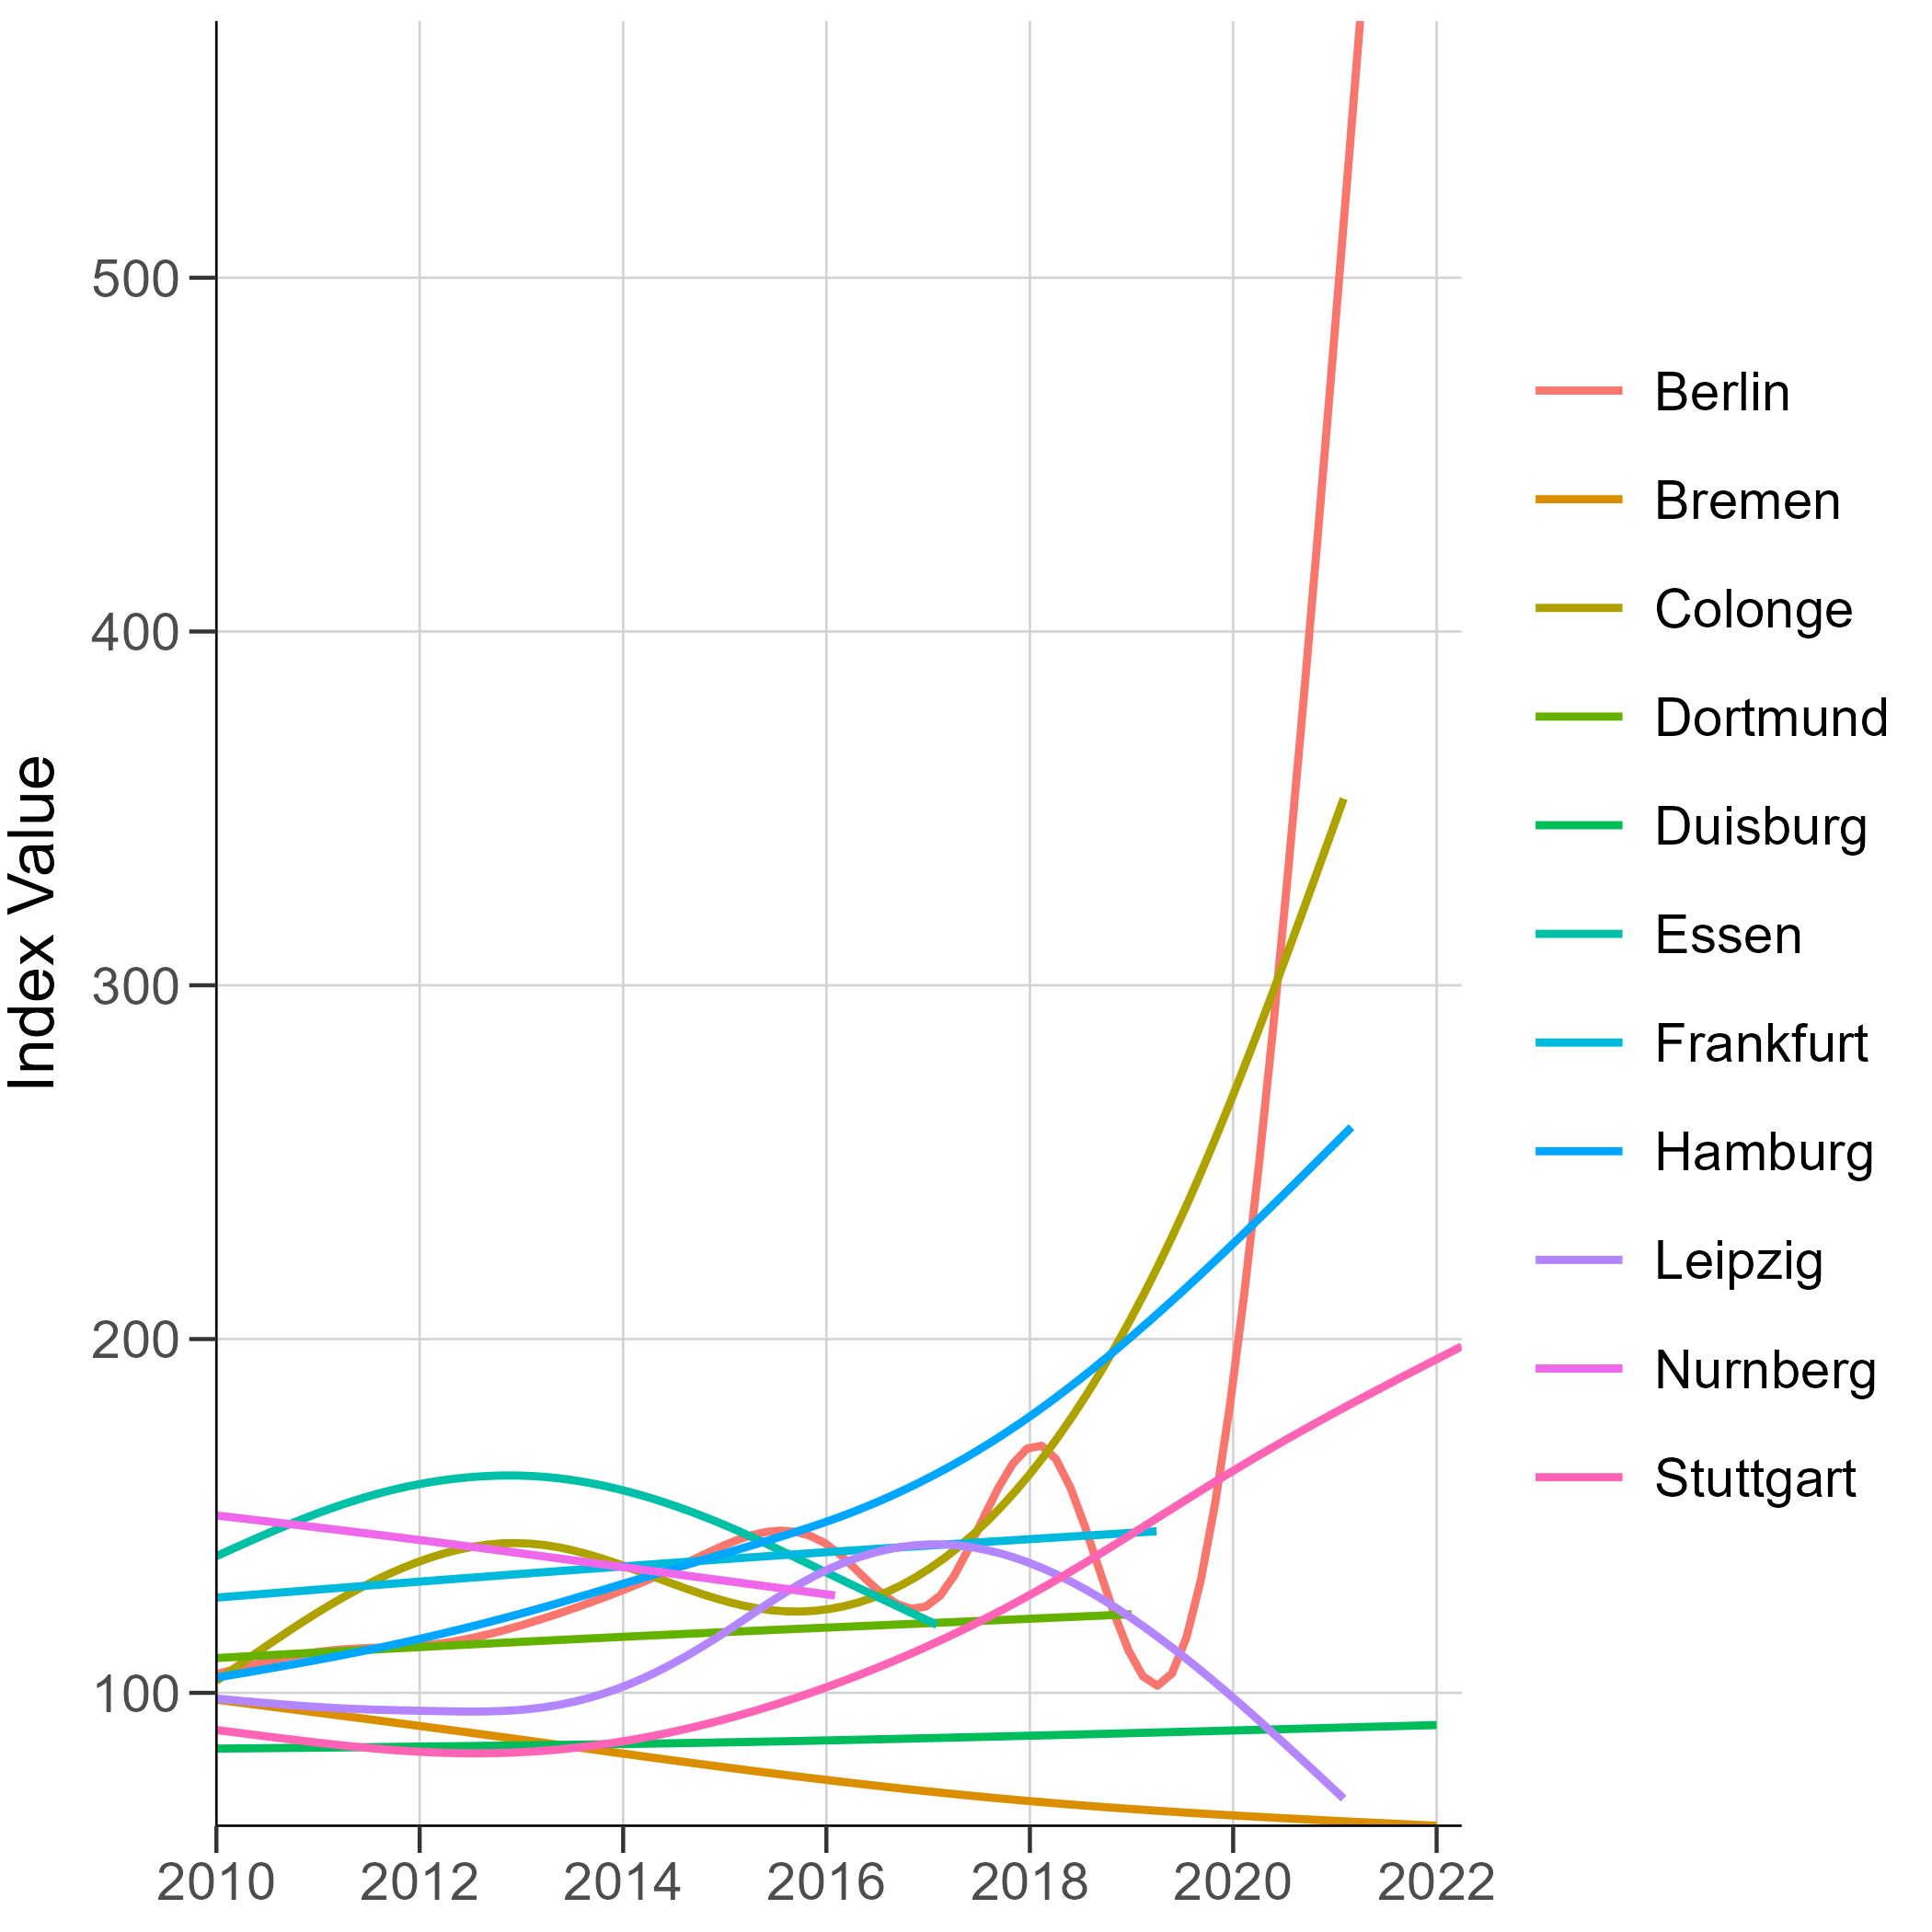 Index Value
500
400
300
200
100
2010 2012 2014 2016 2018 2020 2022
Berlin
Bremen
Colonge
Dortmund
Duisburg
Essen
Frankfurt
Hamburg
Leipzig
Nurnberg
Stuttgart